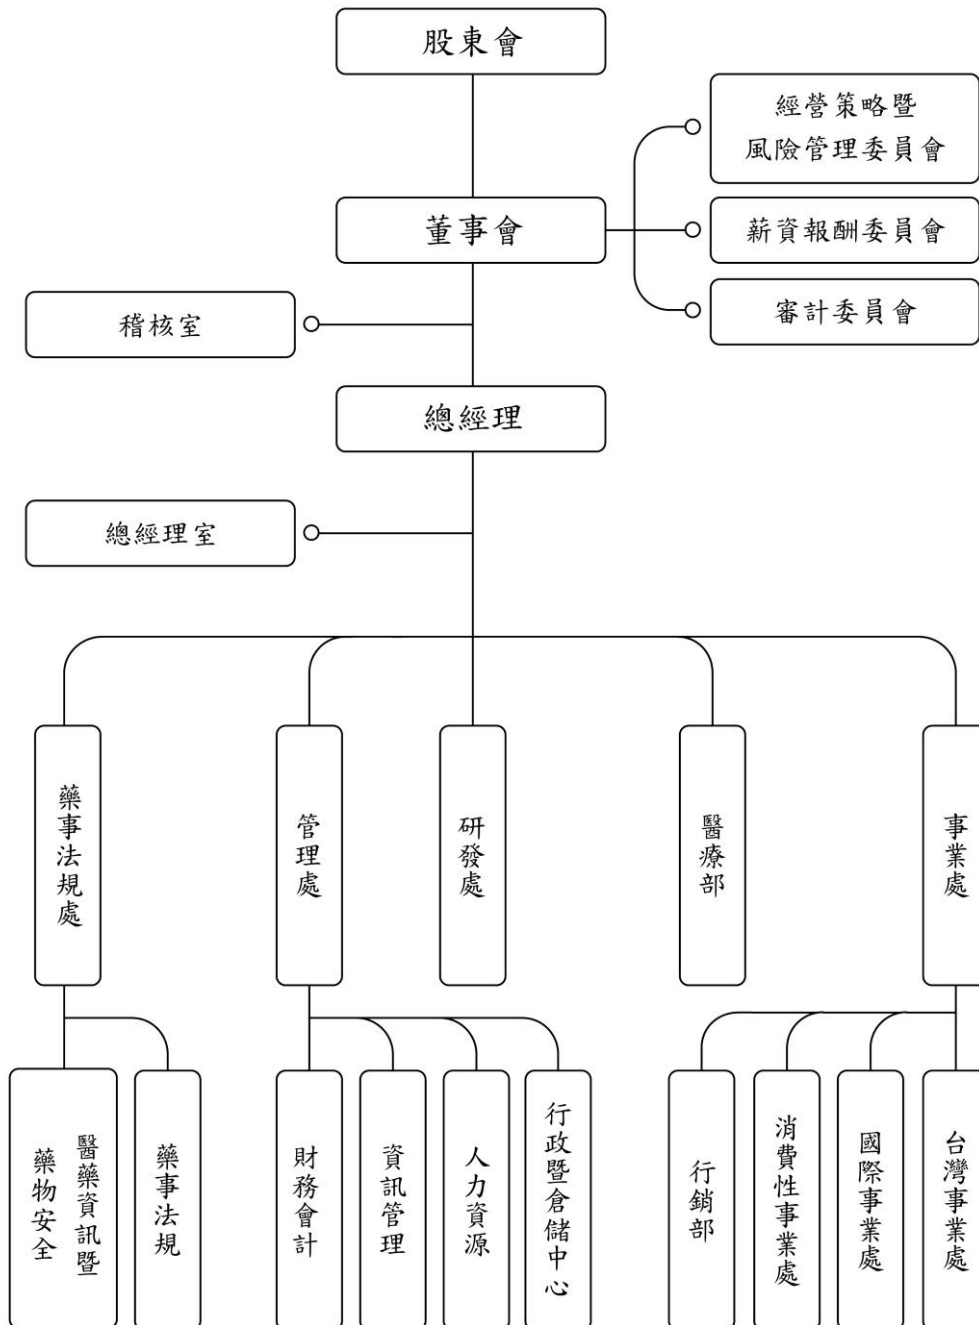 股東會
經營策略暨
風險管理委員會
董事會
薪資報酬委員會
審計委員會
稽核室
總經理
總經理室
藥事法規處
管理處
研發處
醫療部
事業處
醫藥資訊暨
藥物安全
藥事法規
財務會計
資訊管理
人力資源
行政暨倉儲中心
行銷部
消費性事業處
國際事業處
台灣事業處